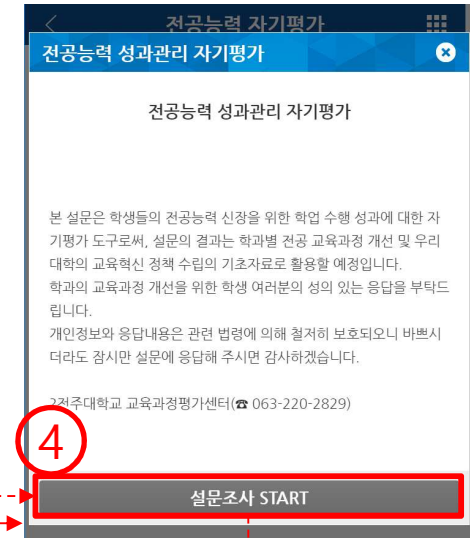 전공능력 자기평가
전공능력 성과관리 자기평가
전공능력 성과관리 자기평가
본 설문은 학생들의 전공능력 신장을 위한 학업 수행 성과에 대한 자
기평가 도구로써, 설문의 결과는 학과별 전공 교육과정 개선 및 우리
대학의 교육혁신 정책 수립의 기초자료로 활용할 예정입니다.
학과의 교육과정 개선을 위한 학생 여러분의 성의 있는 응답을 부탁드
립니다.
개인정보와 응답내용은 관련 법령에 의해 철저히 보호되오니 바쁘시
더라도 잠시만 설문에 응답해 주시면 감사하겠습니다.
?전주대학교 교육과정평가센터(☎ 063-220-2829)
4
설문조사 START